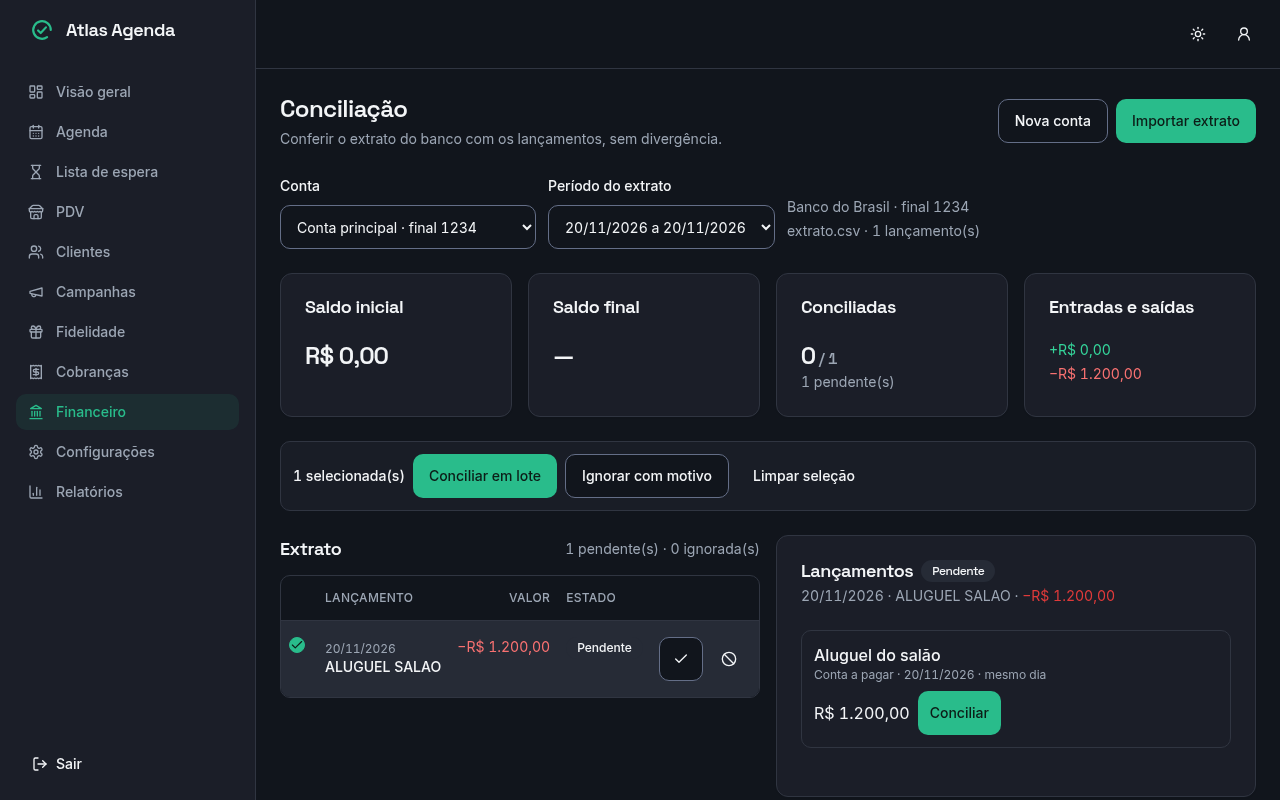 Atlas Agenda
Visão geral
Agenda
Lista de espera
PDV
Clientes
Campanhas
Fidelidade
Cobranças
Financeiro
Configurações
Relatórios
Sair
Conciliação
Conferir o extrato do banco com os lançamentos, sem divergência.
Nova conta
Importar extrato
Conta
Conta principal · final 1234
Período do extrato
20/11/2026 a 20/11/2026
Banco do Brasil · final 1234
extrato.csv · 1 lançamento(s)
Saldo inicial
R$ 0,00
Saldo final
—
Conciliadas
0 / 1
1 pendente(s)
Entradas e saídas
+R$ 0,00
−R$ 1.200,00
1 selecionada(s)
Conciliar em lote
Ignorar com motivo
Limpar seleção
Extrato
1 pendente(s) · 0 ignorada(s)
LANÇAMENTO VALOR ESTADO
20/11/2026
ALUGUEL SALAO
−R$ 1.200,00
Pendente
Lançamentos
Pendente
20/11/2026 · ALUGUEL SALAO · −R$ 1.200,00
Aluguel do salão
Conta a pagar · 20/11/2026 · mesmo dia
R$ 1.200,00
Conciliar